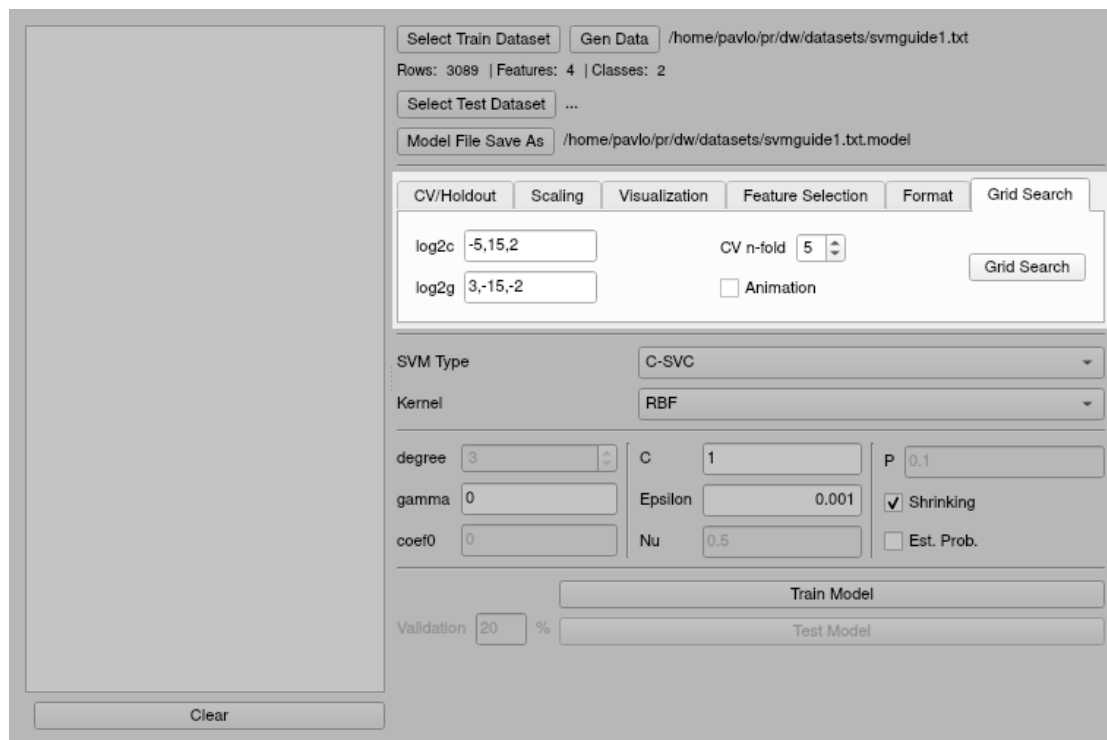 Select Train Dataset Gen Data /home/pavlo/pr/dw/datasets/svmguide1.txt
Rows: 3089 | Features: 4 | Classes: 2
Select Test Dataset ...
Model File Save As /home/pavlo/pr/dw/datasets/svmguide1.txt.model
CV/Holdout Scaling Visualization Feature Selection Format Grid Search
log2c -5,15,2 CV n-fold 5
Grid Search
log2g 3,-15,-2 Animation
SVM Type C-SVC
Kernel RBF
degree 3 C 1 P 0.1
gamma 0 Epsilon 0.001 Shrinking
coef0 0 Nu 0.5 Est. Prob.
Train Model
Validation 20 % Test Model
Clear